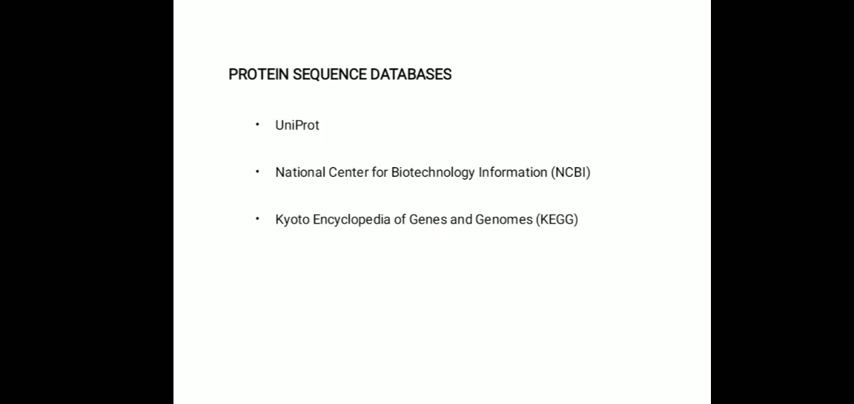 PROTEIN SEQUENCE DATABASES
• UniProt
• National Center for Biotechnology Information (NCBI)
• Kyoto Encyclopedia of Genes and Genomes (KEGG)